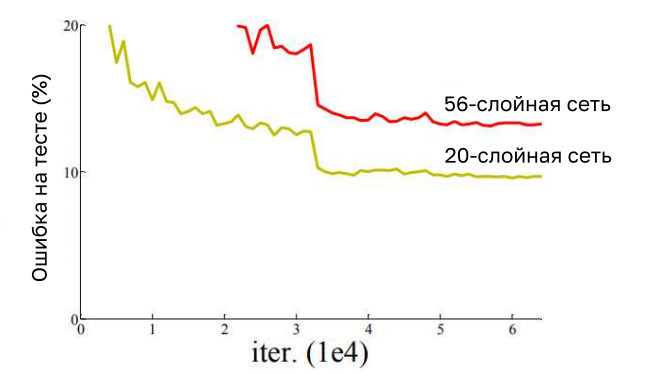 20
10
0
Ошибка на тесте (%)
56-слойная сеть
20-слойная сеть
0 1 2 3 4 5 6
iter. (1e4)